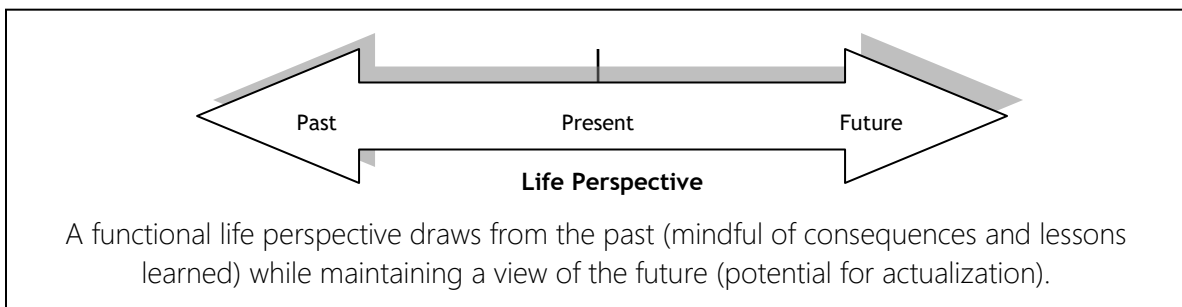 Past Present Future
Life Perspective
A functional life perspective draws from the past (mindful of consequences and lessons
learned) while maintaining a view of the future (potential for actualization).